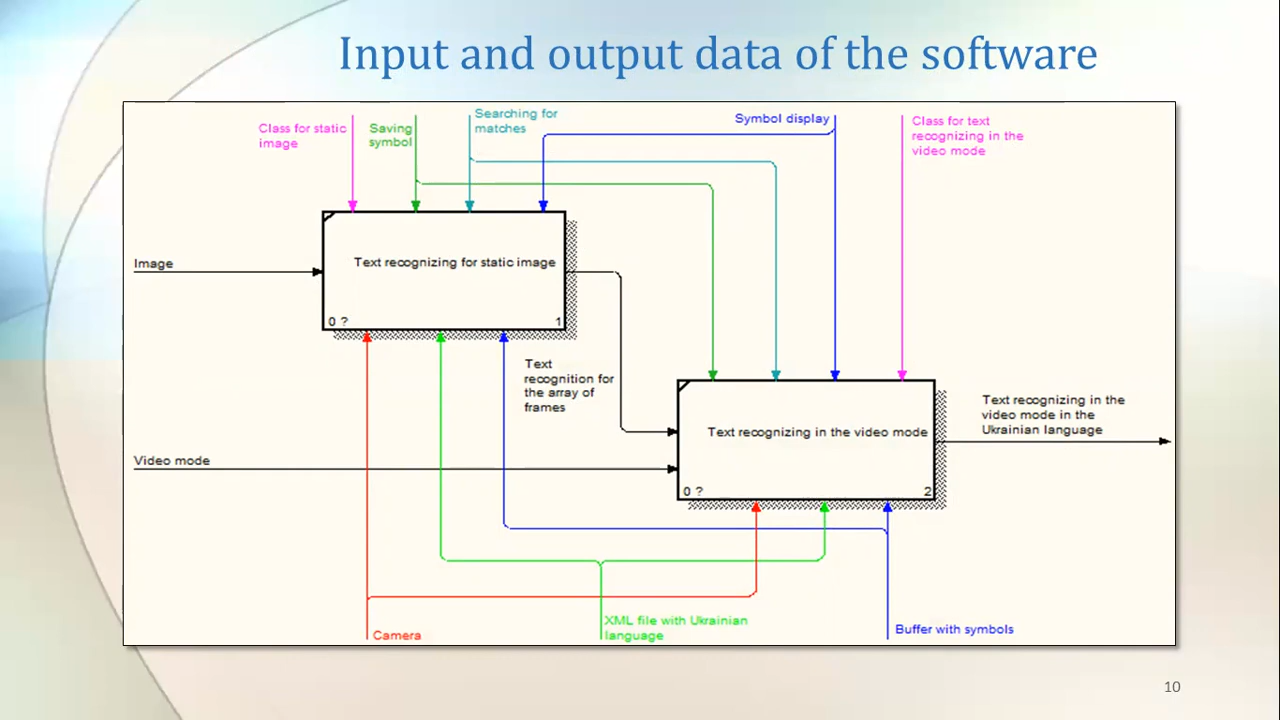 Input and output data of the software
Class for static
image
Saving
symbol
Searching for
matches
Symbol display
Class for text
recognizing in the
video mode
Image
Text recognizing for static image
0 ?
1
Text
recognition for
the array of
frames
Text recognizing in the video mode
0 ?
2
Text recognizing in the
video mode in the
Ukrainian language
Video mode
Camera
XML file with Ukrainian
language
Buffer with symbols
10